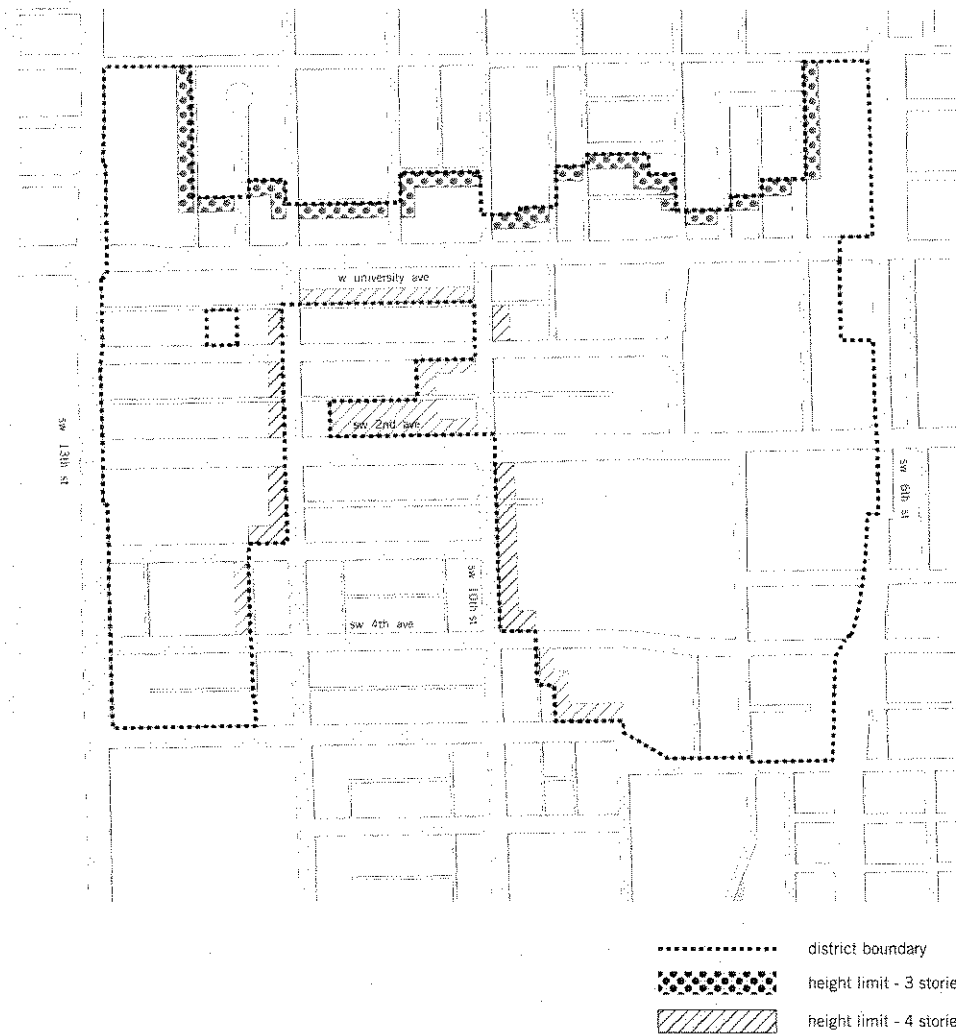 w university ave
sw 13th st
sw 2nd ave
sw 6th st
sw 10th st
sw 4th ave
district boundary
height limit - 3 storie
height limit - 4 storie